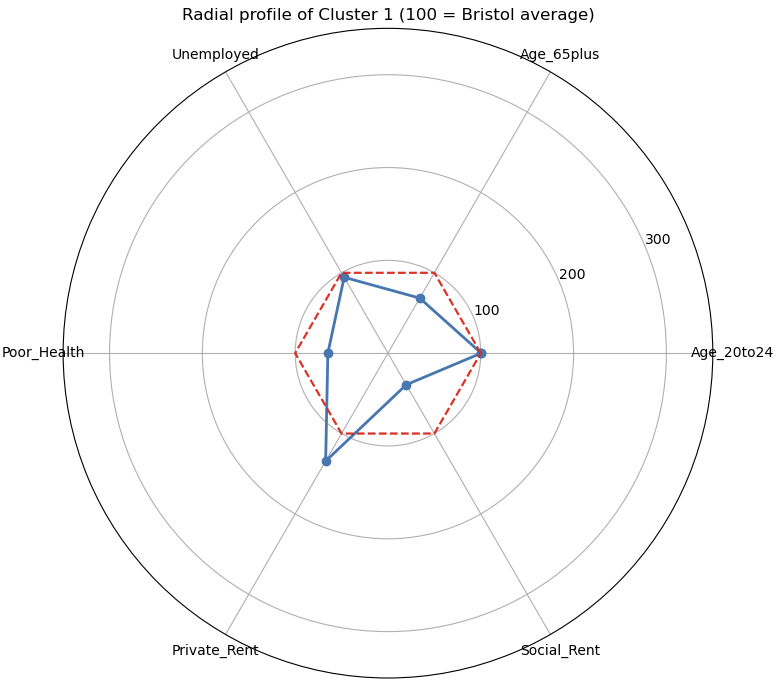 Radial profile of Cluster 1 (100 = Bristol average)
Unemployed
Age_65plus
300
200
100
Poor_Health
Age_20to24
Private_Rent
Social_Rent